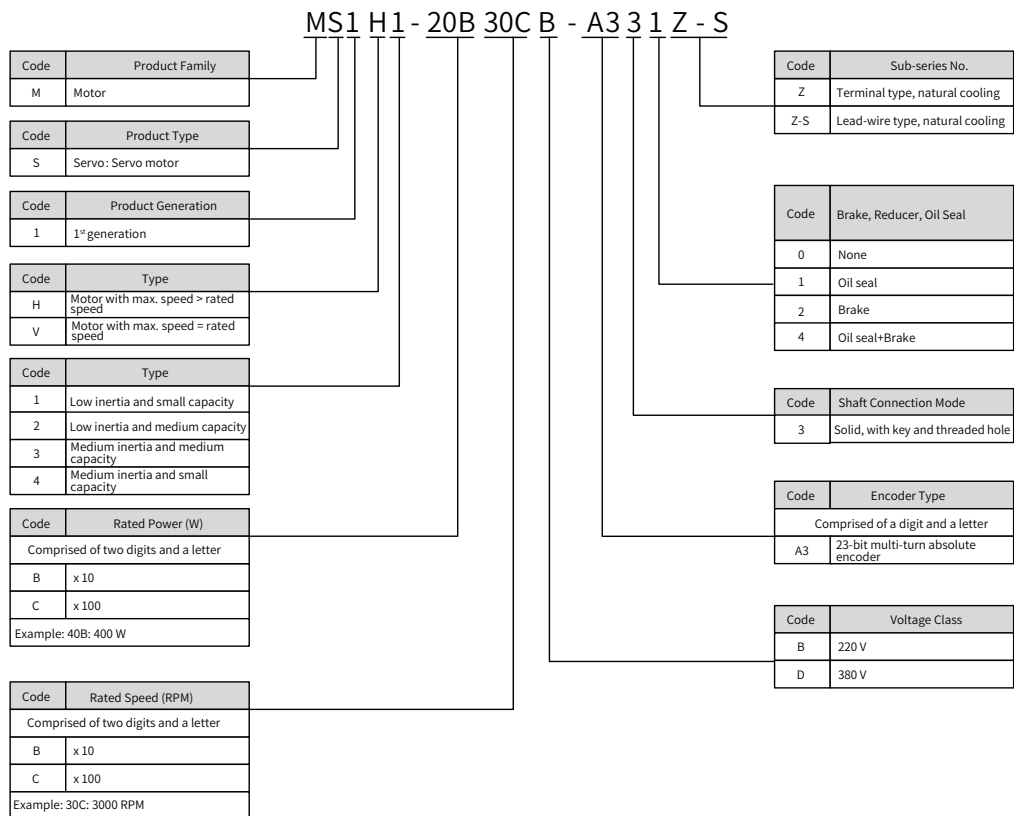 MS1 H1 - 20B 30C B - A3 3 1 Z - S
Code Product Family
M Motor
Code Product Type
S Servo: Servo motor
Code Product Generation
1 1st generation
Code Type
H Motor with max. speed > rated
speed
V Motor with max. speed = rated
speed
Code Type
1 Low inertia and small capacity
2 Low inertia and medium capacity
3 Medium inertia and medium
capacity
4 Medium inertia and small
capacity
Code Rated Power (W)
Comprised of two digits and a letter
B x 10
C x 100
Example: 40B: 400 W
Code Rated Speed (RPM)
Comprised of two digits and a letter
B x 10
C x 100
Example: 30C: 3000 RPM
Code Sub-series No.
Z Terminal type, natural cooling
Z-S Lead-wire type, natural cooling
Code Brake, Reducer, Oil Seal
0 None
1 Oil seal
2 Brake
4 Oil seal+Brake
Code Shaft Connection Mode
3 Solid, with key and threaded hole
Code Encoder Type
Comprised of a digit and a letter
A3 23-bit multi-turn absolute
encoder
Code Voltage Class
B 220 V
D 380 V